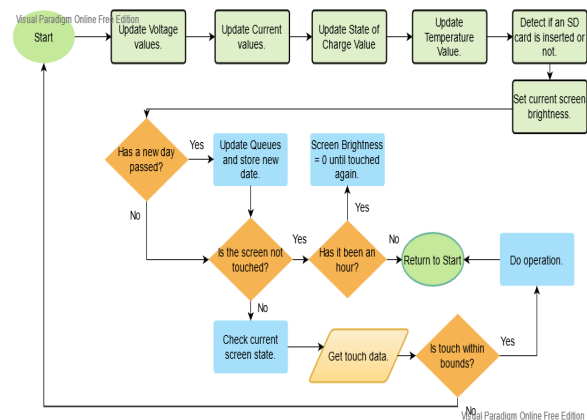 Visual Paradigm Online Free Edition
Start
Update Voltage
values.
Update Current
values.
Update State of
Charge Value
Update
Temperature
Value.
Detect if an SD
card is inserted or
not.
Set current screen
brightness.
Has a new day
passed?
Yes
No
Update Queues
and store new
date.
Screen Brightness
= 0 until touched
again.
Yes
Is the screen not
touched?
Yes
No
Has it been an
hour?
No
Return to Start
Do operation.
Check current
screen state.
Get touch data.
Is touch within
bounds?
Yes
No
Visual Paradigm Online Free Edition